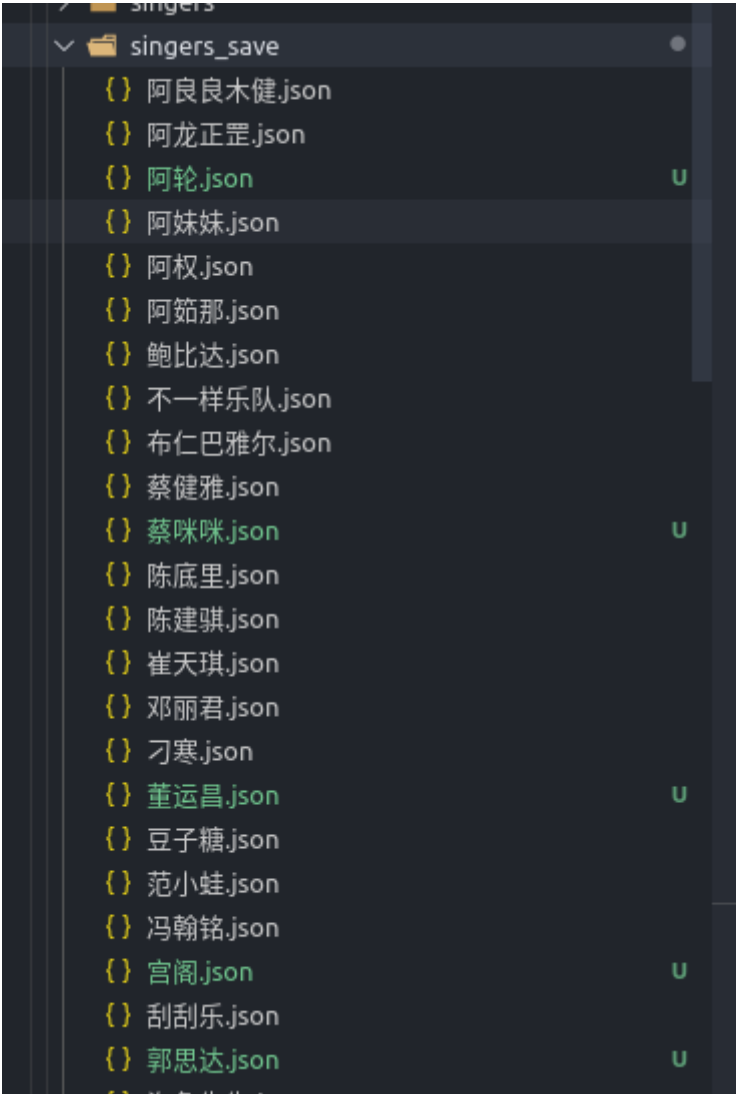 singers
singers_save
{} 阿良良木健.json
{} 阿龙正罡.json
{} 阿轮.json U
{} 阿妹妹.json
{} 阿权.json
{} 阿茹那.json
{} 鲍比达.json
{} 不一样乐队.json
{} 布仁巴雅尔.json
{} 蔡健雅.json
{} 蔡咪咪.json U
{} 陈底里.json
{} 陈建骐.json
{} 崔天琪.json
{} 邓丽君.json
{} 刁寒.json
{} 董运昌.json U
{} 豆子糖.json
{} 范小蛙.json
{} 冯翰铭.json
{} 宫阁.json U
{} 刮刮乐.json
{} 郭思达.json U